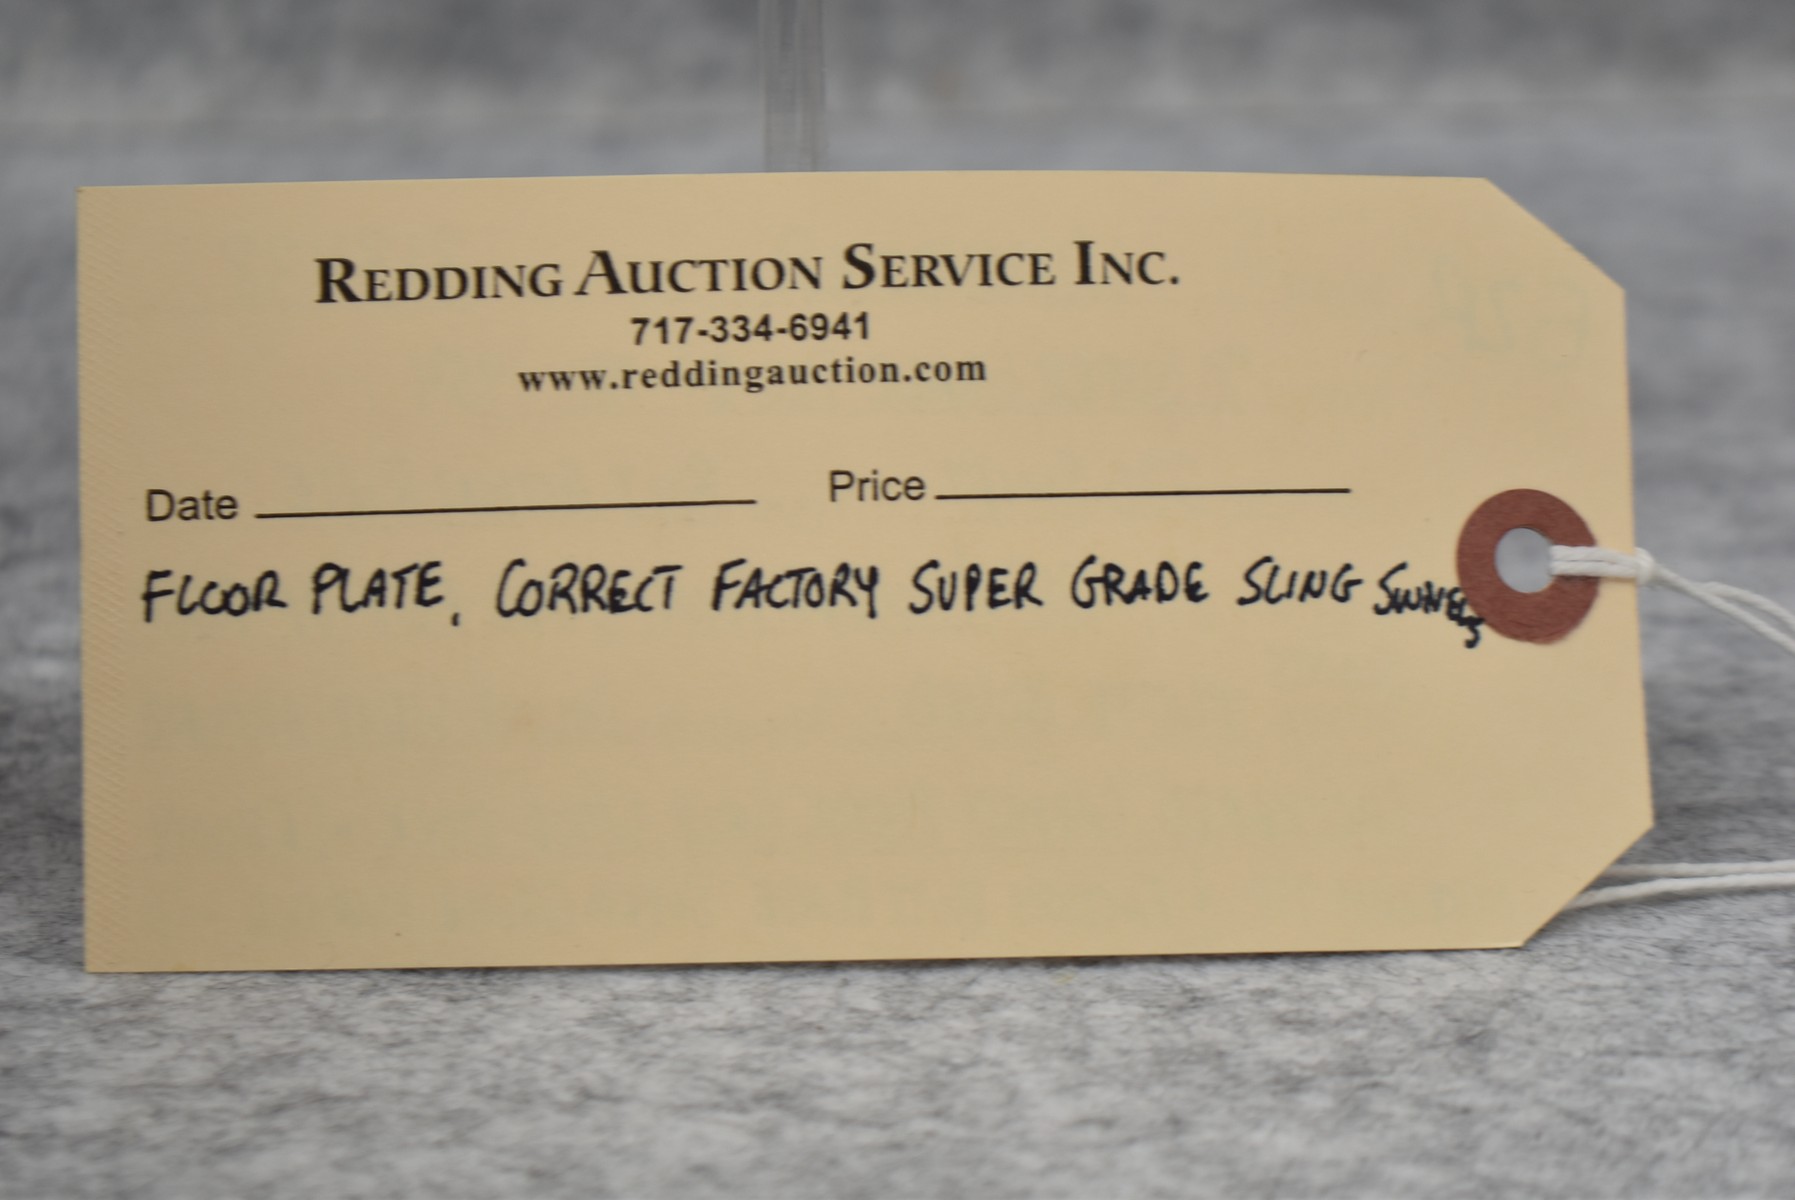 REDDING AUCTION SERVICE INC.
717-334-6941
www.reddingauction.com
Date Price
FLOOR PLATE, CORRECT FACTORY SUPER GRADE SLING